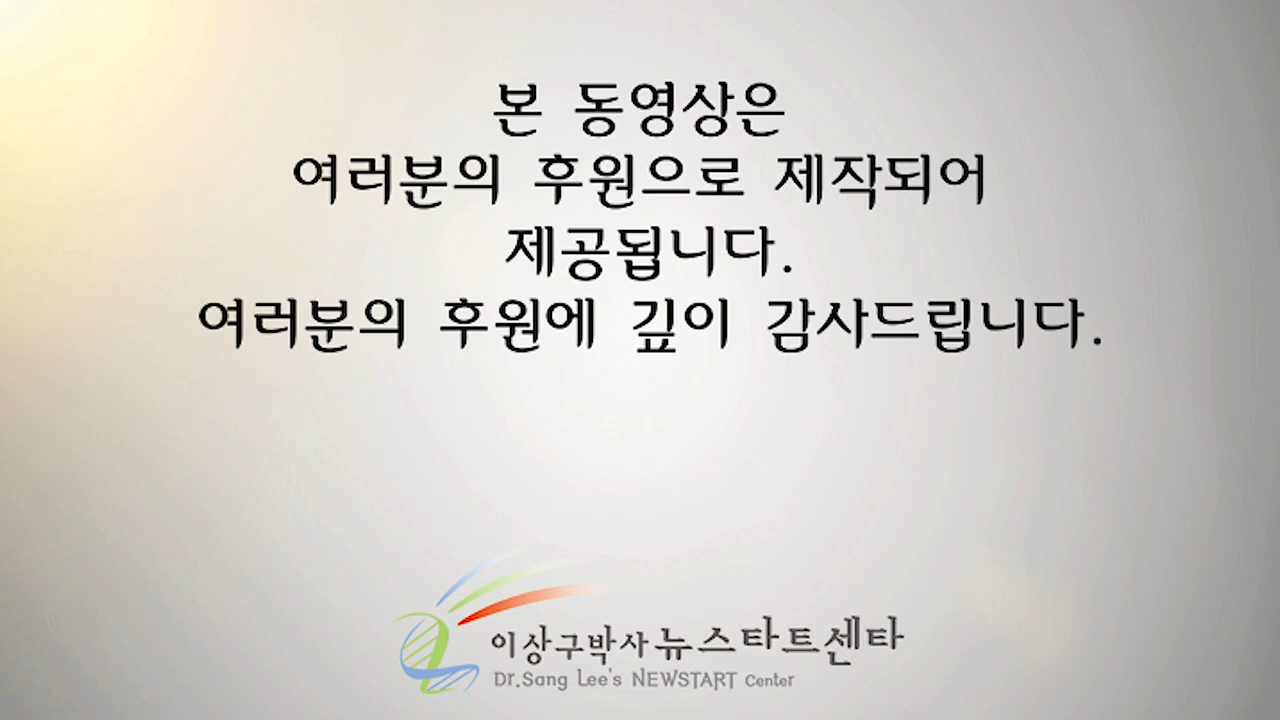 본 동영상은
여러분의 후원으로 제작되어
제공됩니다.
여러분의 후원에 깊이 감사드립니다.
이상구박사 뉴스타트센타
Dr.Sang Lee's NEWSTART Center